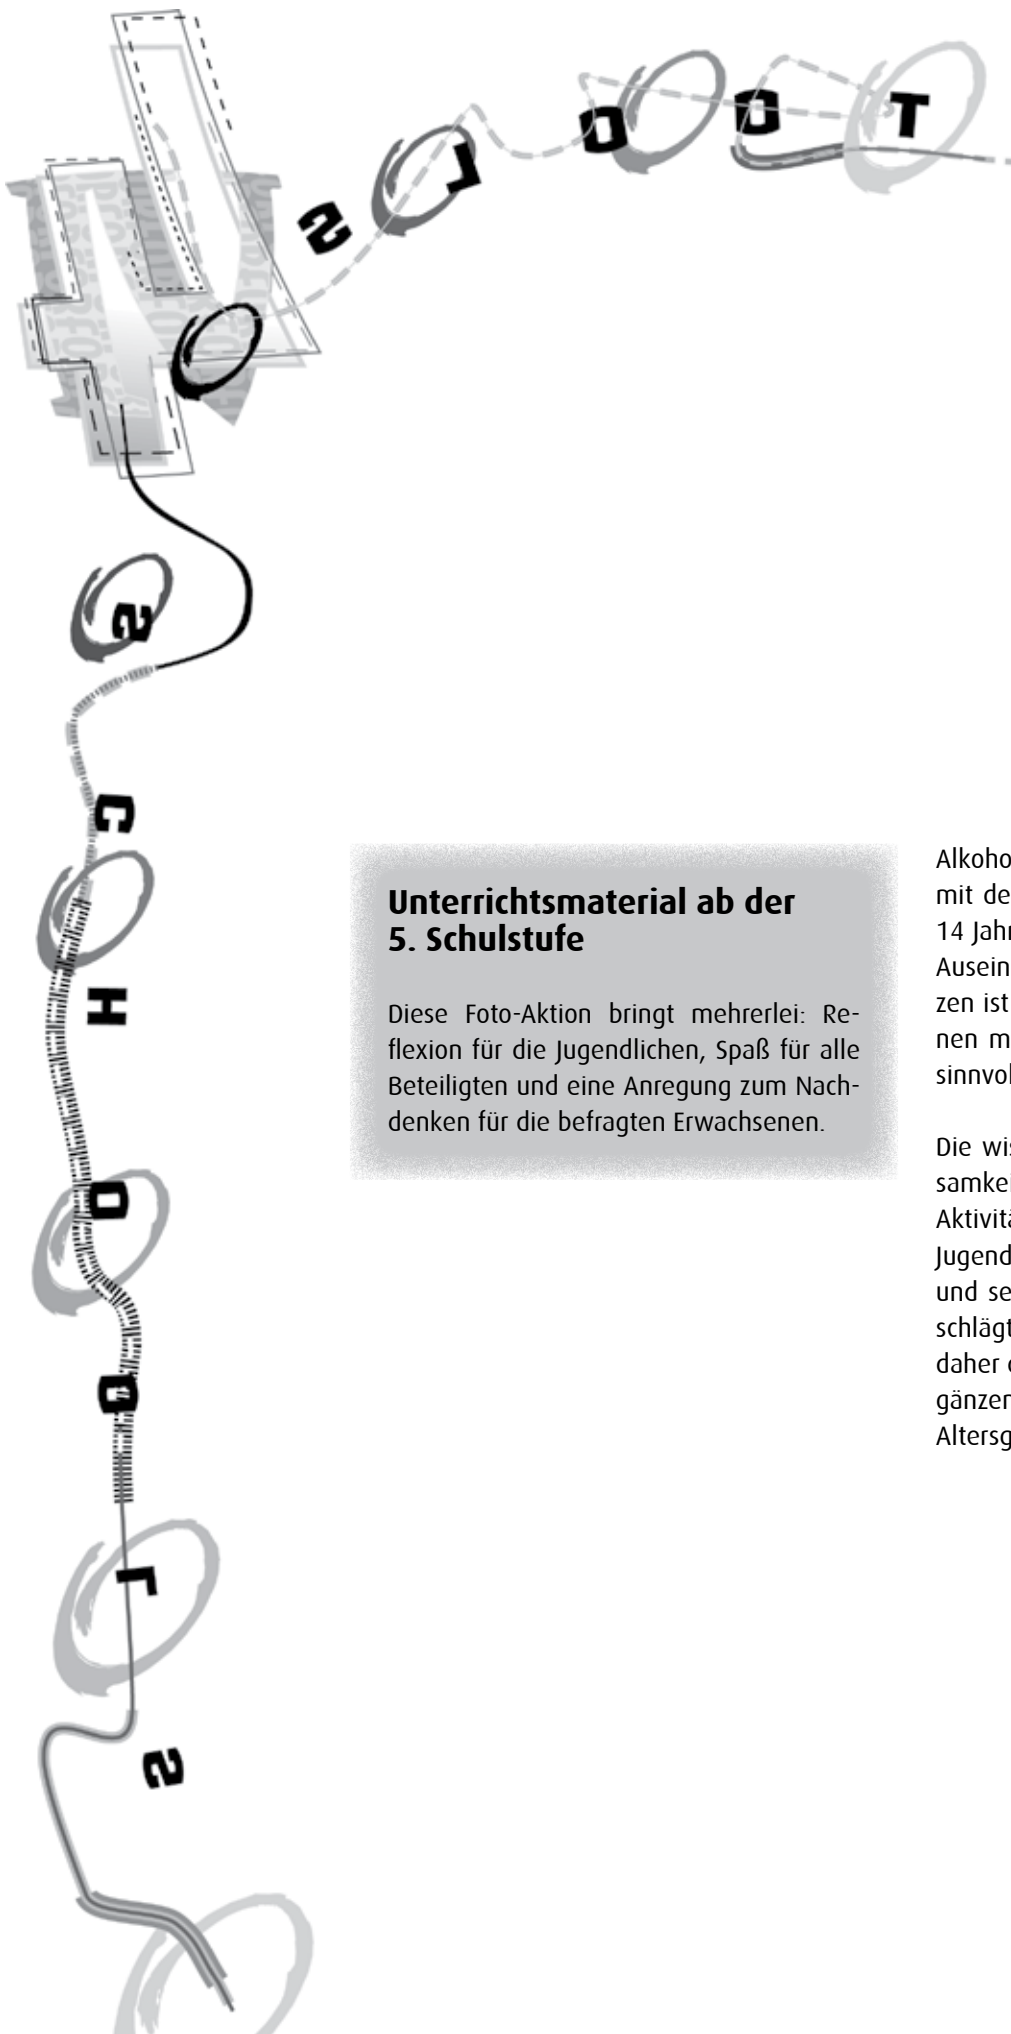 SLOOT
SCHOOLS
Unterrichtsmaterial ab der
5. Schulstufe
Diese Foto-Aktion bringt mehrerlei: Re-
flexion für die Jugendlichen, Spaß für alle
Beteiligten und eine Anregung zum Nach-
denken für die befragten Erwachsenen.
Alkoho
mit de
14 Jahr
Ausein
zen ist
nen m
sinnvol
Die wis
samkei
Aktivitä
Jugend
und se
schlägt
daher
gänzen
Altersg